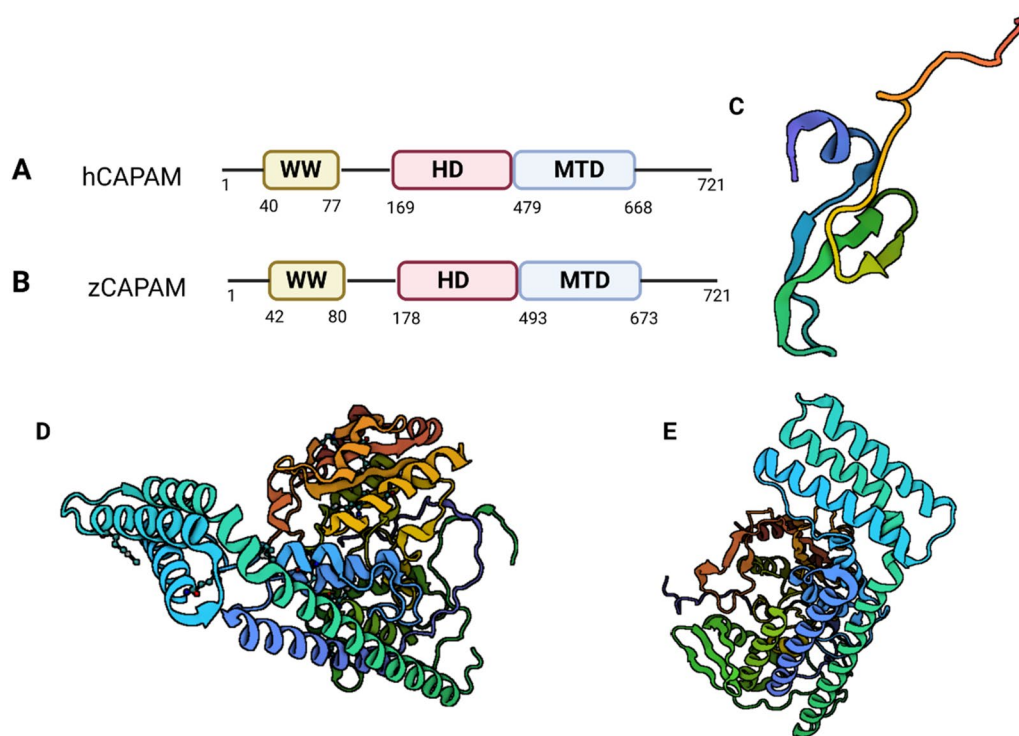 A hCAPAM WW HD MTD
1 40 77 169 479 668 721
B zCAPAM WW HD MTD
1 42 80 178 493 673 721
C
D
E